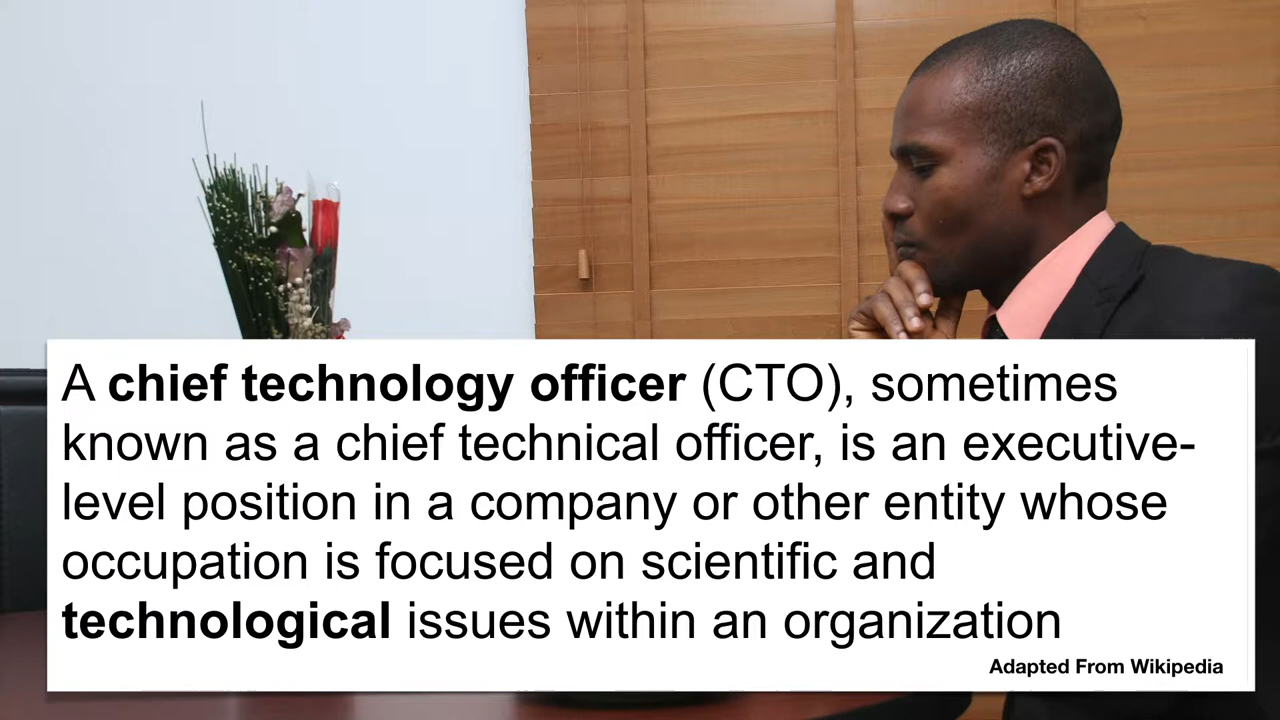 A chief technology officer (CTO), sometimes
known as a chief technical officer, is an executive-
level position in a company or other entity whose
occupation is focused on scientific and
technological issues within an organization
Adapted From Wikipedia